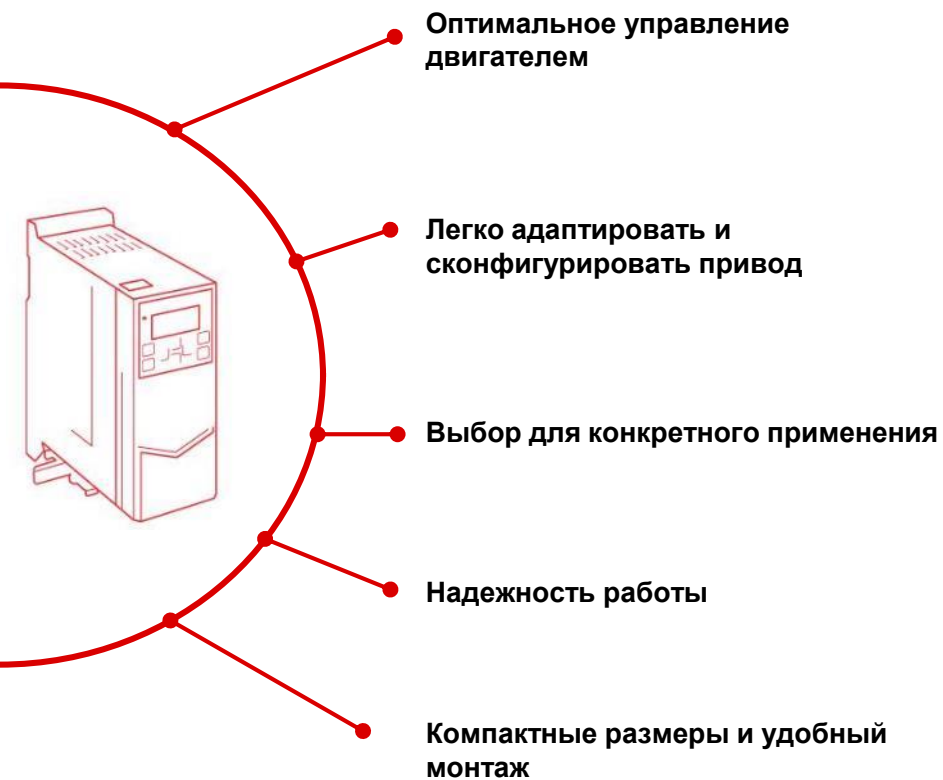 Оптимальное управление
двигателем
Легко адаптировать и
сконфигурировать привод
Выбор для конкретного применения
Надежность работы
Компактные размеры и удобный
монтаж